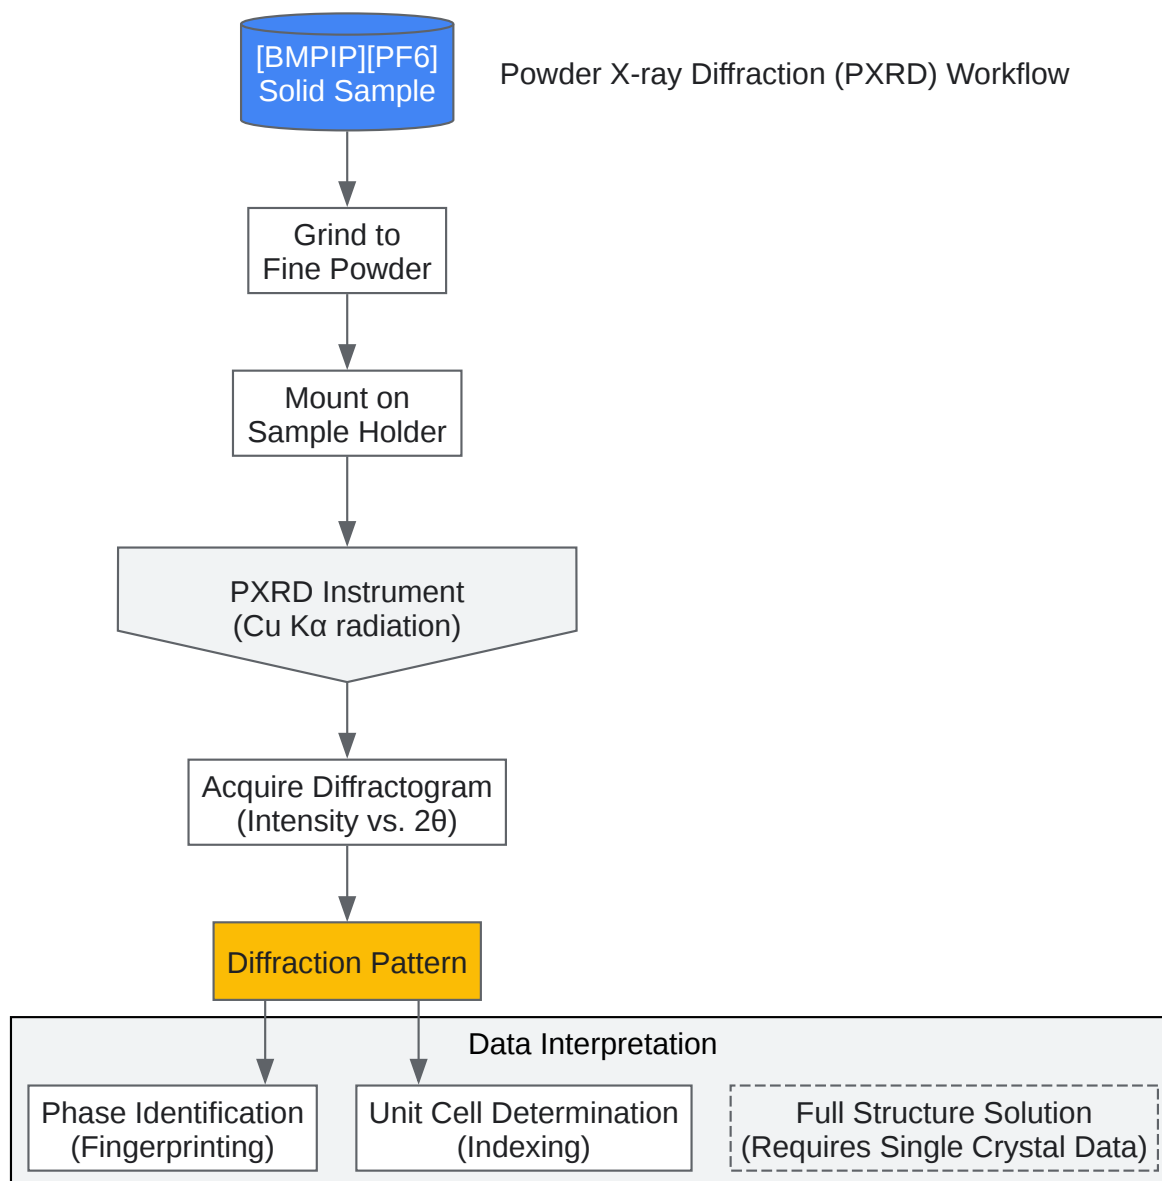 [BMPIP][PF6]
Solid Sample
Powder X-ray Diffraction (PXRD) Workflow
Grind to
Fine Powder
Mount on
Sample Holder
PXRD Instrument
(Cu Kα radiation)
Acquire Diffractogram
(Intensity vs. 2θ)
Diffraction Pattern
Data Interpretation
Phase Identification
(Fingerprinting)
Unit Cell Determination
(Indexing)
Full Structure Solution
(Requires Single Crystal Data)